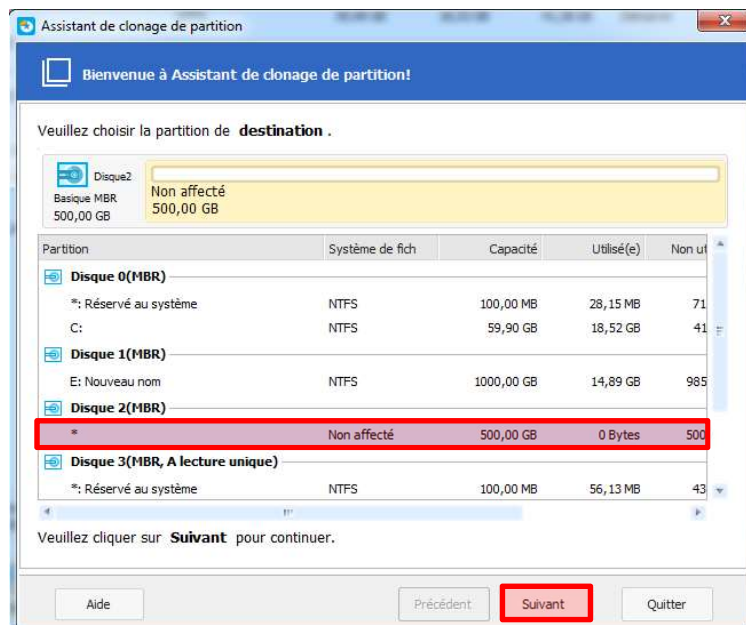 Assistant de clonage de partition
Bienvenue à Assistant de clonage de partition!
Veuillez choisir la partition de destination .
Disque2
Basique MBR
500,00 GB
Non affecté
500,00 GB
Partition Système de fich Capacité Utilisé(e) Non ut
Disque 0(MBR)
*: Réservé au système NTFS 100,00 MB 28,15 MB 71
C: NTFS 59,90 GB 18,52 GB 41
Disque 1(MBR)
E: Nouveau nom NTFS 1000,00 GB 14,89 GB 985
Disque 2(MBR)
* Non affecté 500,00 GB 0 Bytes 500
Disque 3(MBR, A lecture unique)
*: Réservé au système NTFS 100,00 MB 56,13 MB 43
Veuillez cliquer sur Suivant pour continuer.
Aide Précédent Suivant Quitter